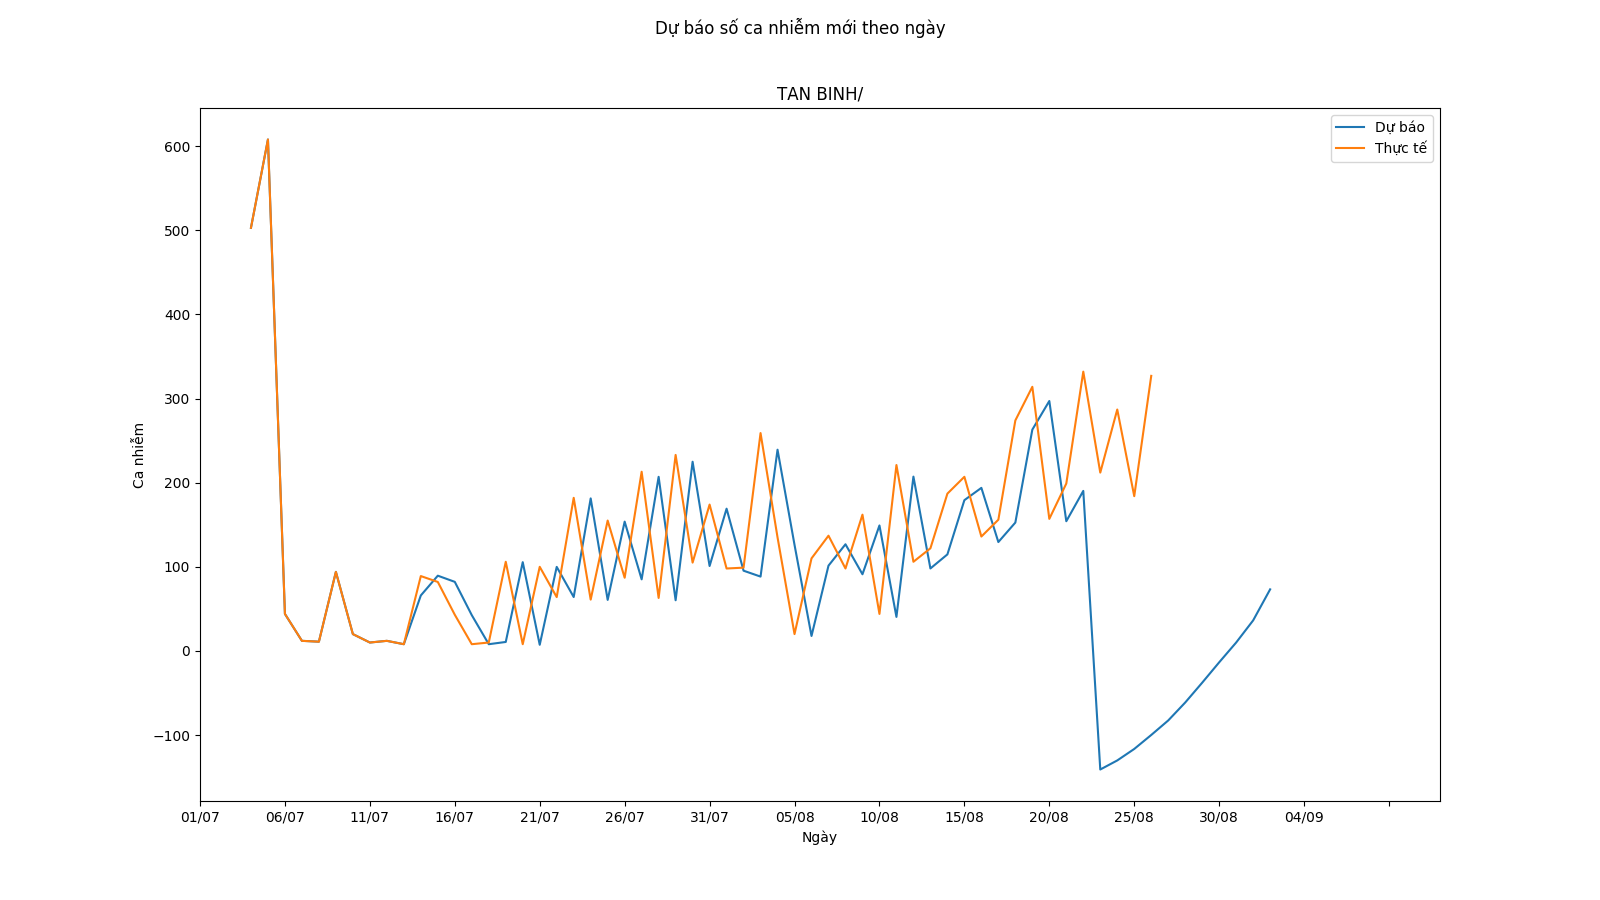 Dự báo số ca nhiễm mới theo ngày
TAN BINH/
Dự báo
Thực tế
600
500
400
300
200
100
0
−100
Ca nhiễm
01/07 06/07 11/07 16/07 21/07 26/07 31/07 05/08 10/08 15/08 20/08 25/08 30/08 04/09
Ngày